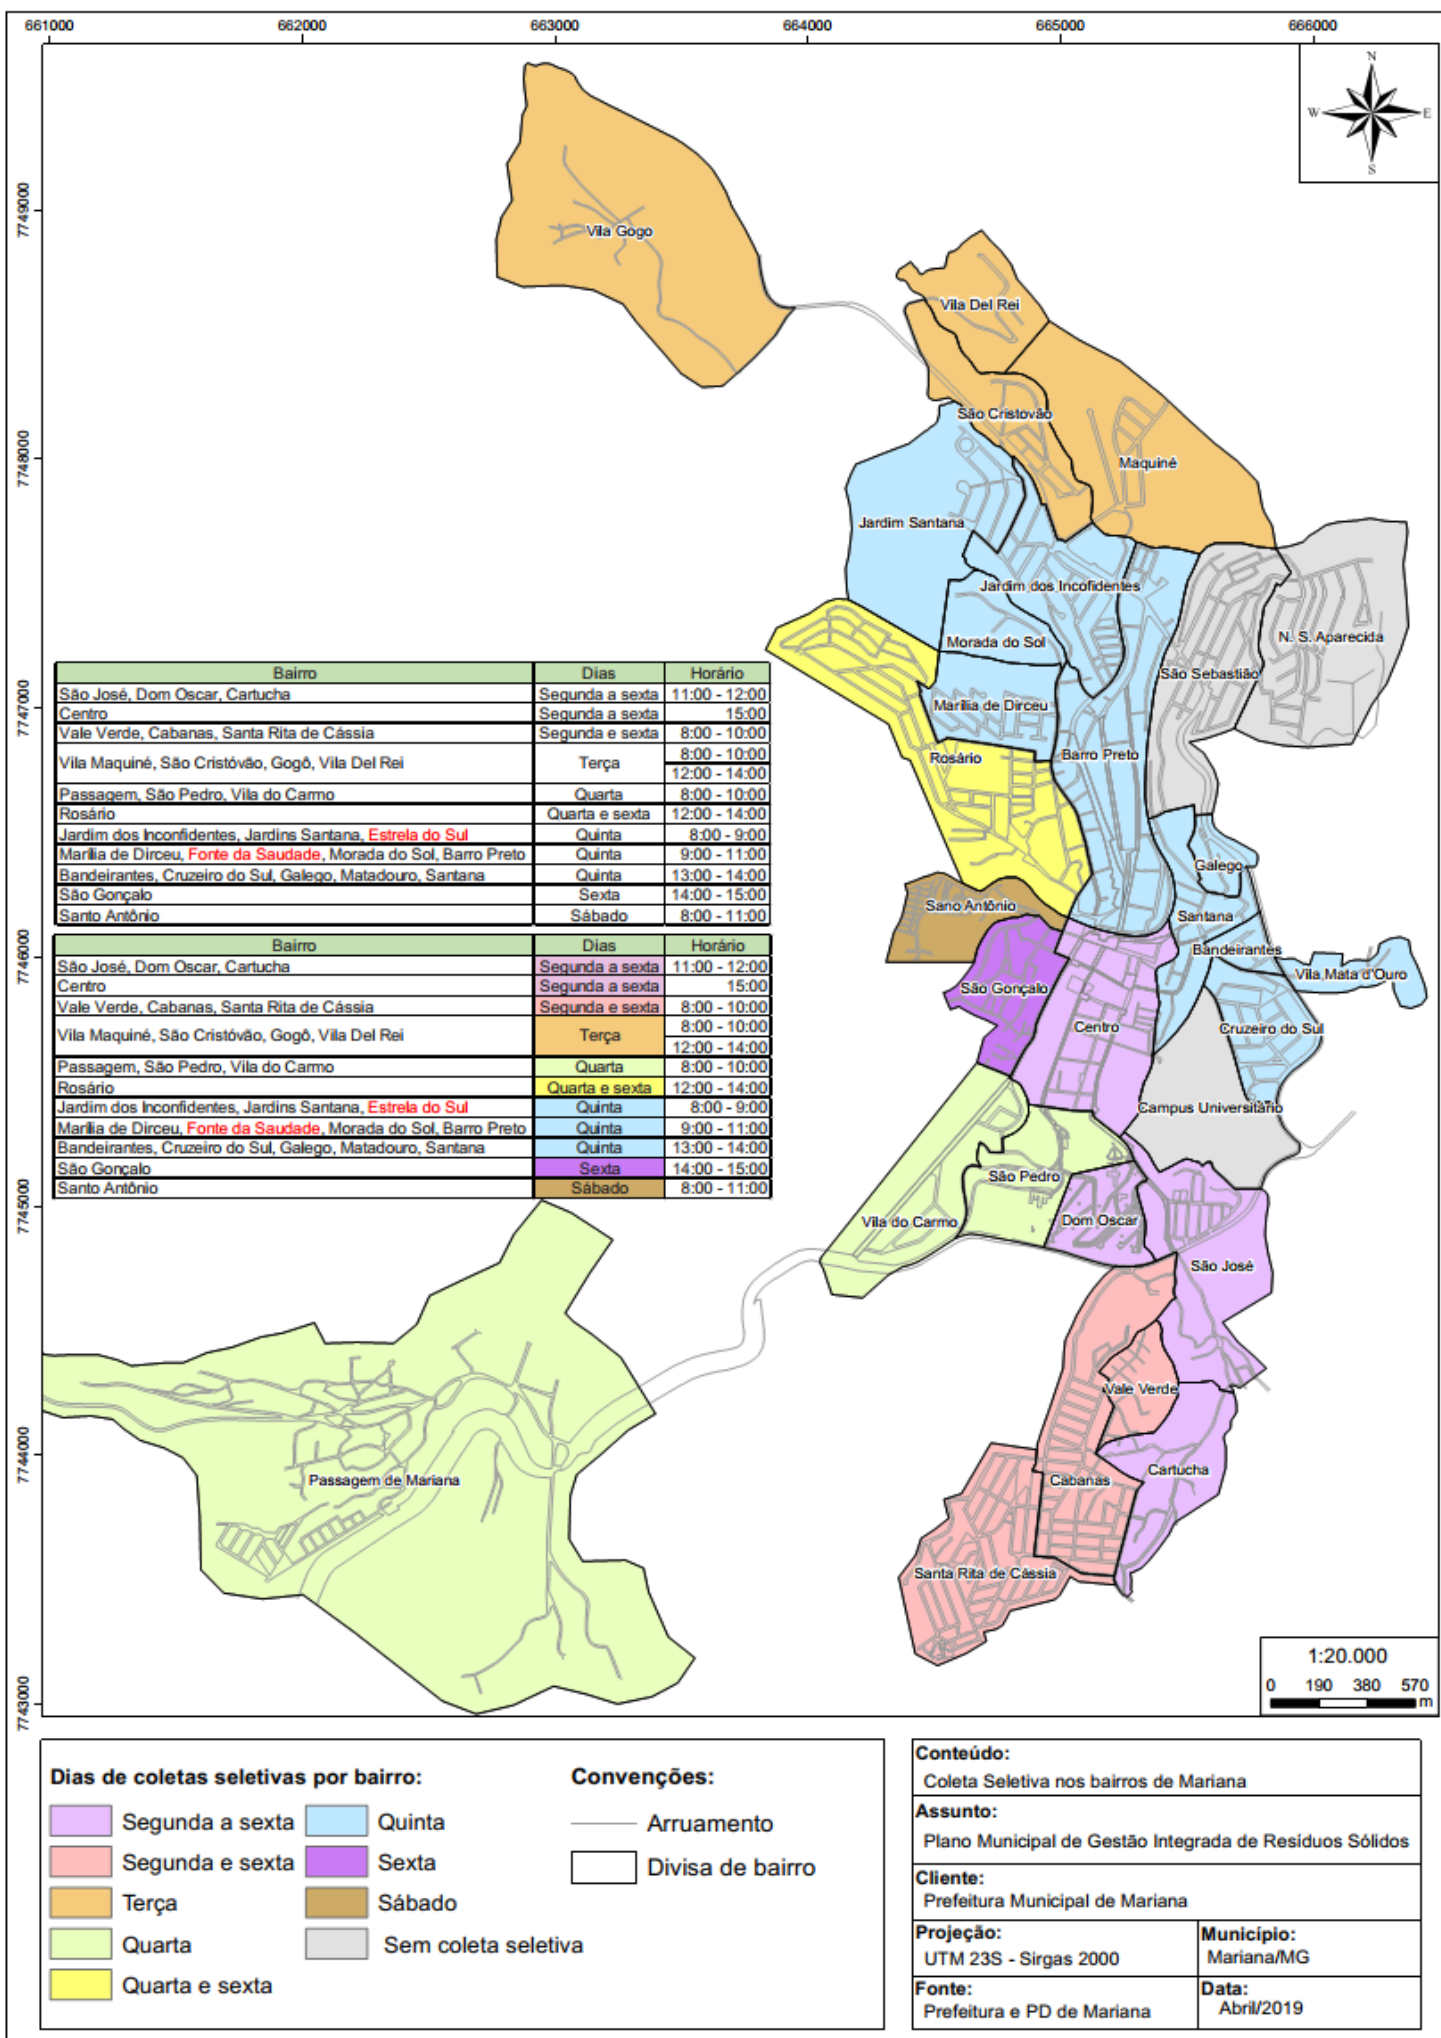 661000 662000 663000 664000 665000 666000
N
W E
S
7749000
7748000
7747000
7746000
7745000
7744000
7743000
Vila Gogo
Vila Del Rei
São Cristovão
Maquiné
Jardim Santana
Jardim dos Incofidentes
N. S. Aparecida
Morada do Sol
São Sebastião
Marília de Dirceu
Barro Preto
Rosário
Galego
Sano Antônio
Santana
Bandeirantes
Vila Mata d'Ouro
São Gonçalo
Centro
Cruzeiro do Sul
Campus Universitário
São Pedro
Vila do Carmo
Dom Oscar
São José
Vale Verde
Cartucha
Cabanas
Passagem de Mariana
Santa Rita de Cássia
Bairro Dias Horário
São José, Dom Oscar, Cartucha Segunda a sexta 11:00 - 12:00
Centro Segunda a sexta 15:00
Vale Verde, Cabanas, Santa Rita de Cássia Segunda e sexta 8:00 - 10:00
Vila Maquiné, São Cristóvão, Gogô, Vila Del Rei Terça 8:00 - 10:00
12:00 - 14:00
Passagem, São Pedro, Vila do Carmo Quarta 8:00 - 10:00
Rosário Quarta e sexta 12:00 - 14:00
Jardim dos Inconfidentes, Jardins Santana, Estrela do Sul Quinta 8:00 - 9:00
Marília de Dirceu, Fonte da Saudade, Morada do Sol, Barro Preto Quinta 9:00 - 11:00
Bandeirantes, Cruzeiro do Sul, Galego, Matadouro, Santana Quinta 13:00 - 14:00
São Gonçalo Sexta 14:00 - 15:00
Santo Antônio Sábado 8:00 - 11:00
Bairro Dias Horário
São José, Dom Oscar, Cartucha Segunda a sexta 11:00 - 12:00
Centro Segunda a sexta 15:00
Vale Verde, Cabanas, Santa Rita de Cássia Segunda e sexta 8:00 - 10:00
Vila Maquiné, São Cristóvão, Gogô, Vila Del Rei Terça 8:00 - 10:00
12:00 - 14:00
Passagem, São Pedro, Vila do Carmo Quarta 8:00 - 10:00
Rosário Quarta e sexta 12:00 - 14:00
Jardim dos Inconfidentes, Jardins Santana, Estrela do Sul Quinta 8:00 - 9:00
Marília de Dirceu, Fonte da Saudade, Morada do Sol, Barro Preto Quinta 9:00 - 11:00
Bandeirantes, Cruzeiro do Sul, Galego, Matadouro, Santana Quinta 13:00 - 14:00
São Gonçalo Sexta 14:00 - 15:00
Santo Antônio Sábado 8:00 - 11:00
1:20.000
0 190 380 570
m
Dias de coletas seletivas por bairro:
Segunda a sexta
Segunda e sexta
Terça
Quarta
Quarta e sexta
Quinta
Sexta
Sábado
Sem coleta seletiva
Convenções:
Arruamento
Divisa de bairro
Conteúdo:
Coleta Seletiva nos bairros de Mariana
Assunto:
Plano Municipal de Gestão Integrada de Resíduos Sólidos
Cliente:
Prefeitura Municipal de Mariana
Projeção:
UTM 23S - Sirgas 2000
Município:
Mariana/MG
Fonte:
Prefeitura e PD de Mariana
Data:
Abril/2019